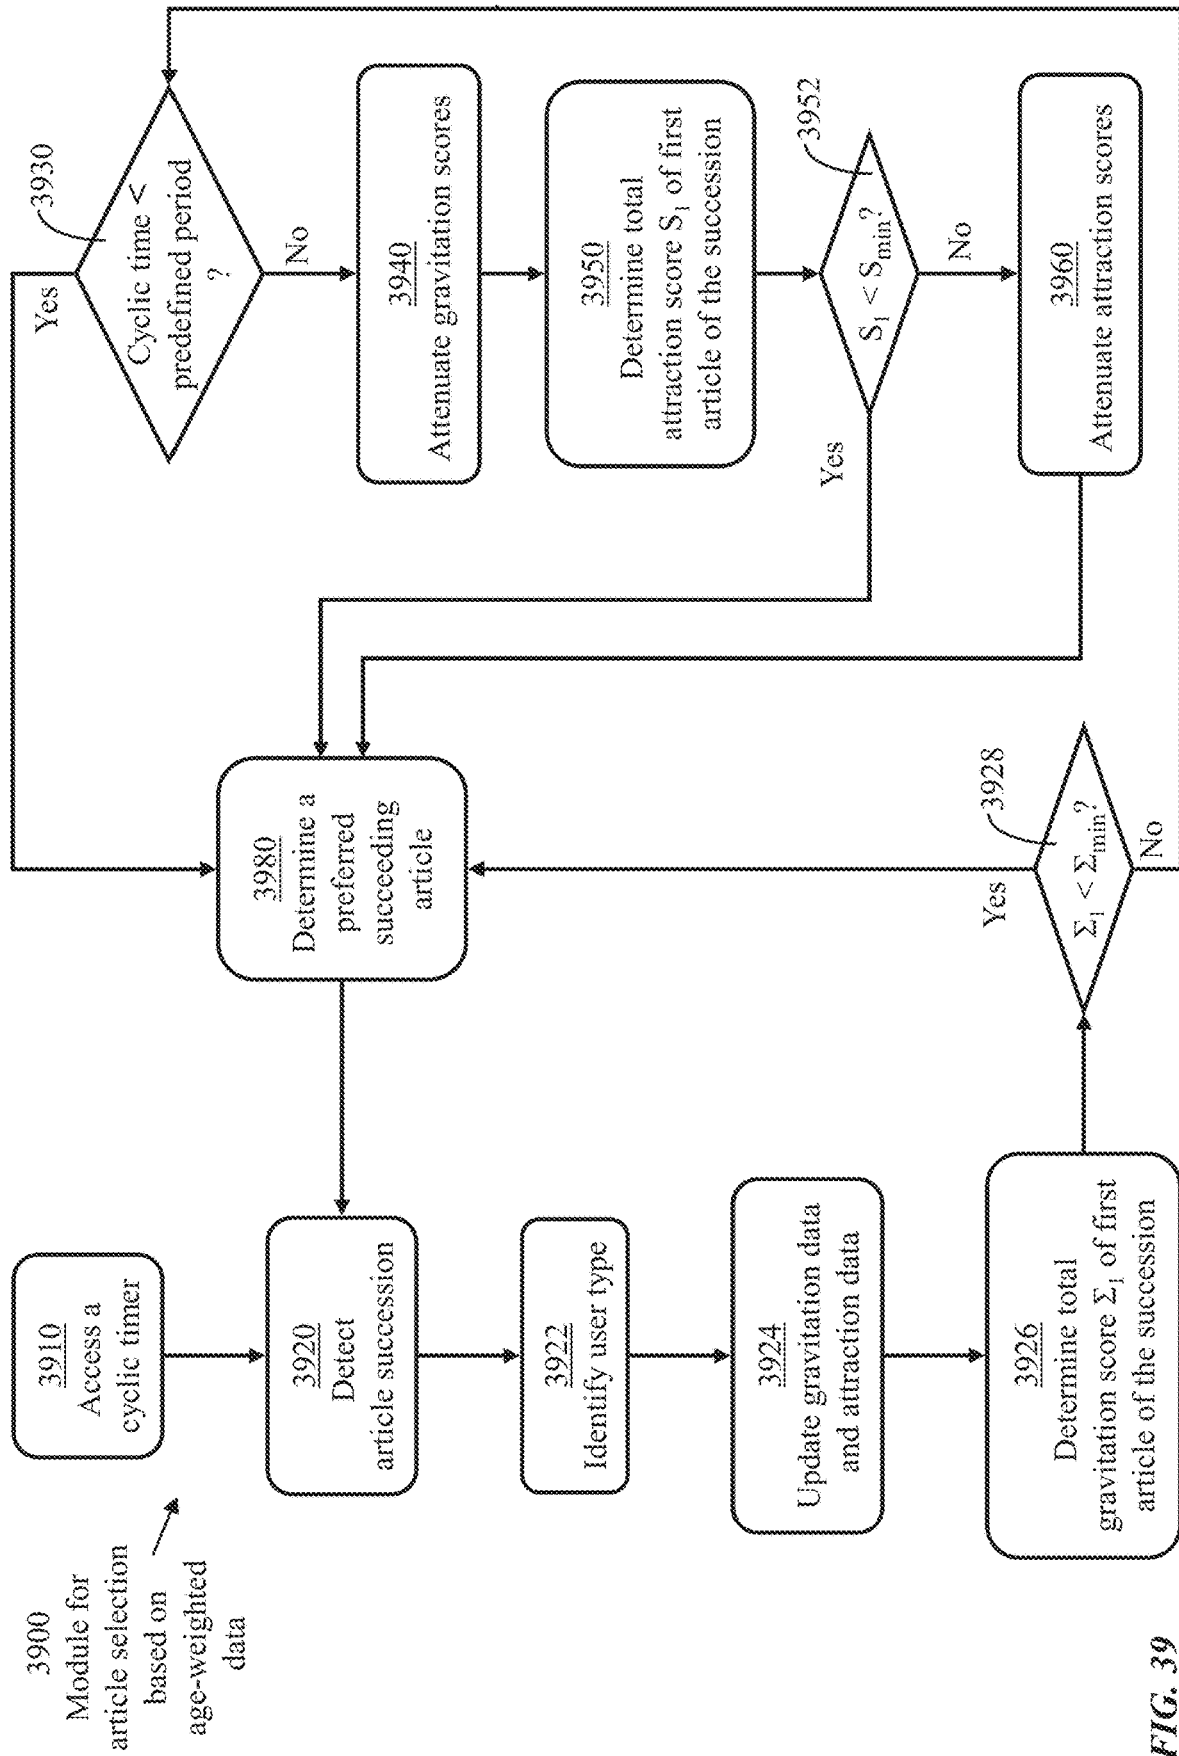 3900
Module for
article selection
based on
age-weighted
data
3910
Access a
cyclic timer
3920
Detect
article succession
3922
Identify user type
3924
Update gravitation data
and attraction data
3926
Determine total
gravitation score Σ₁ of first
article of the succession
3928
Σ₁ < Σmin?
Yes
No
3980
Determine a
preferred
succeeding
article
3930
Cyclic time <
predefined period
?
Yes
No
3940
Attenuate gravitation scores
3950
Determine total
attraction score S₁ of first
article of the succession
3952
S₁ < Smin?
Yes
No
3960
Attenuate attraction scores
FIG. 39